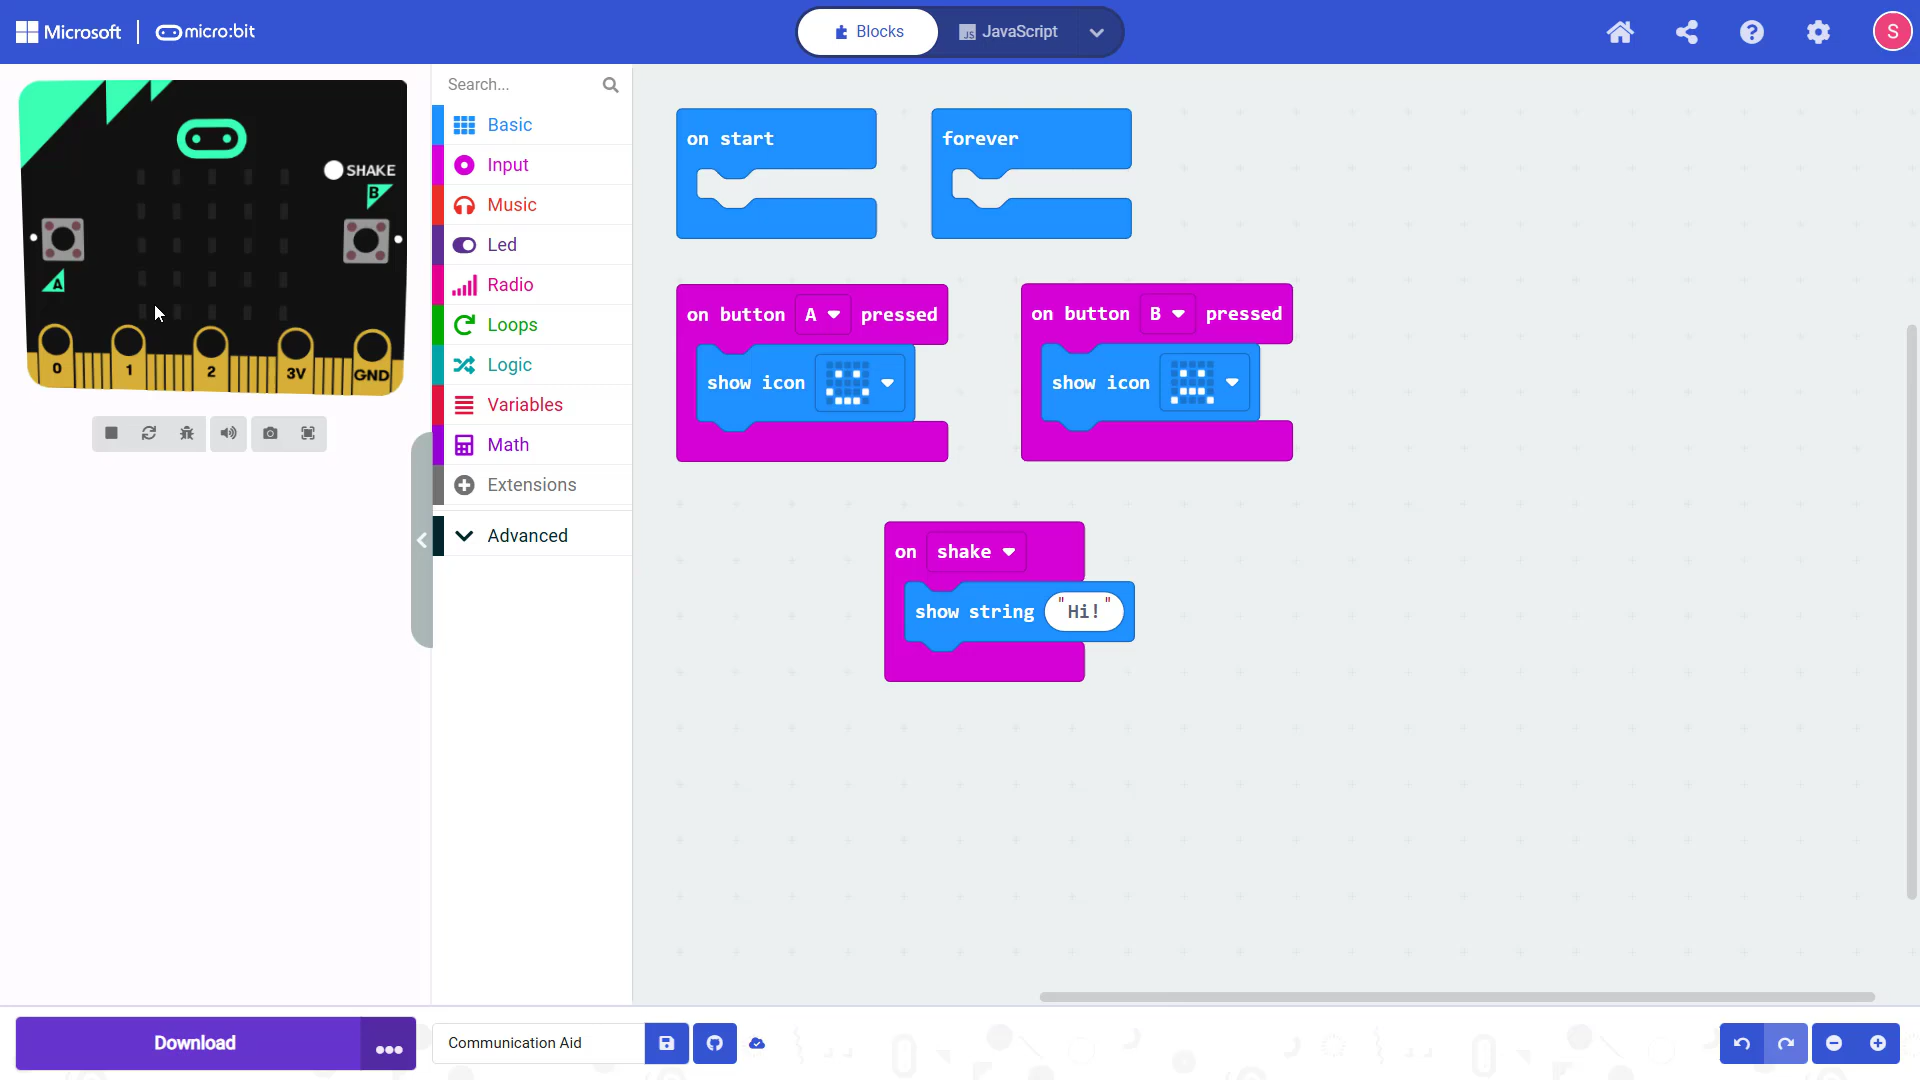 Microsoft micro:bit
Blocks JS JavaScript
S
SHAKE
B
A
0 1 2 3V GND
Search...
Basic
Input
Music
Led
Radio
Loops
Logic
Variables
Math
Extensions
Advanced
on start
forever
on button A pressed
show icon
on button B pressed
show icon
on shake
show string "Hi!"
Download ••• Communication Aid